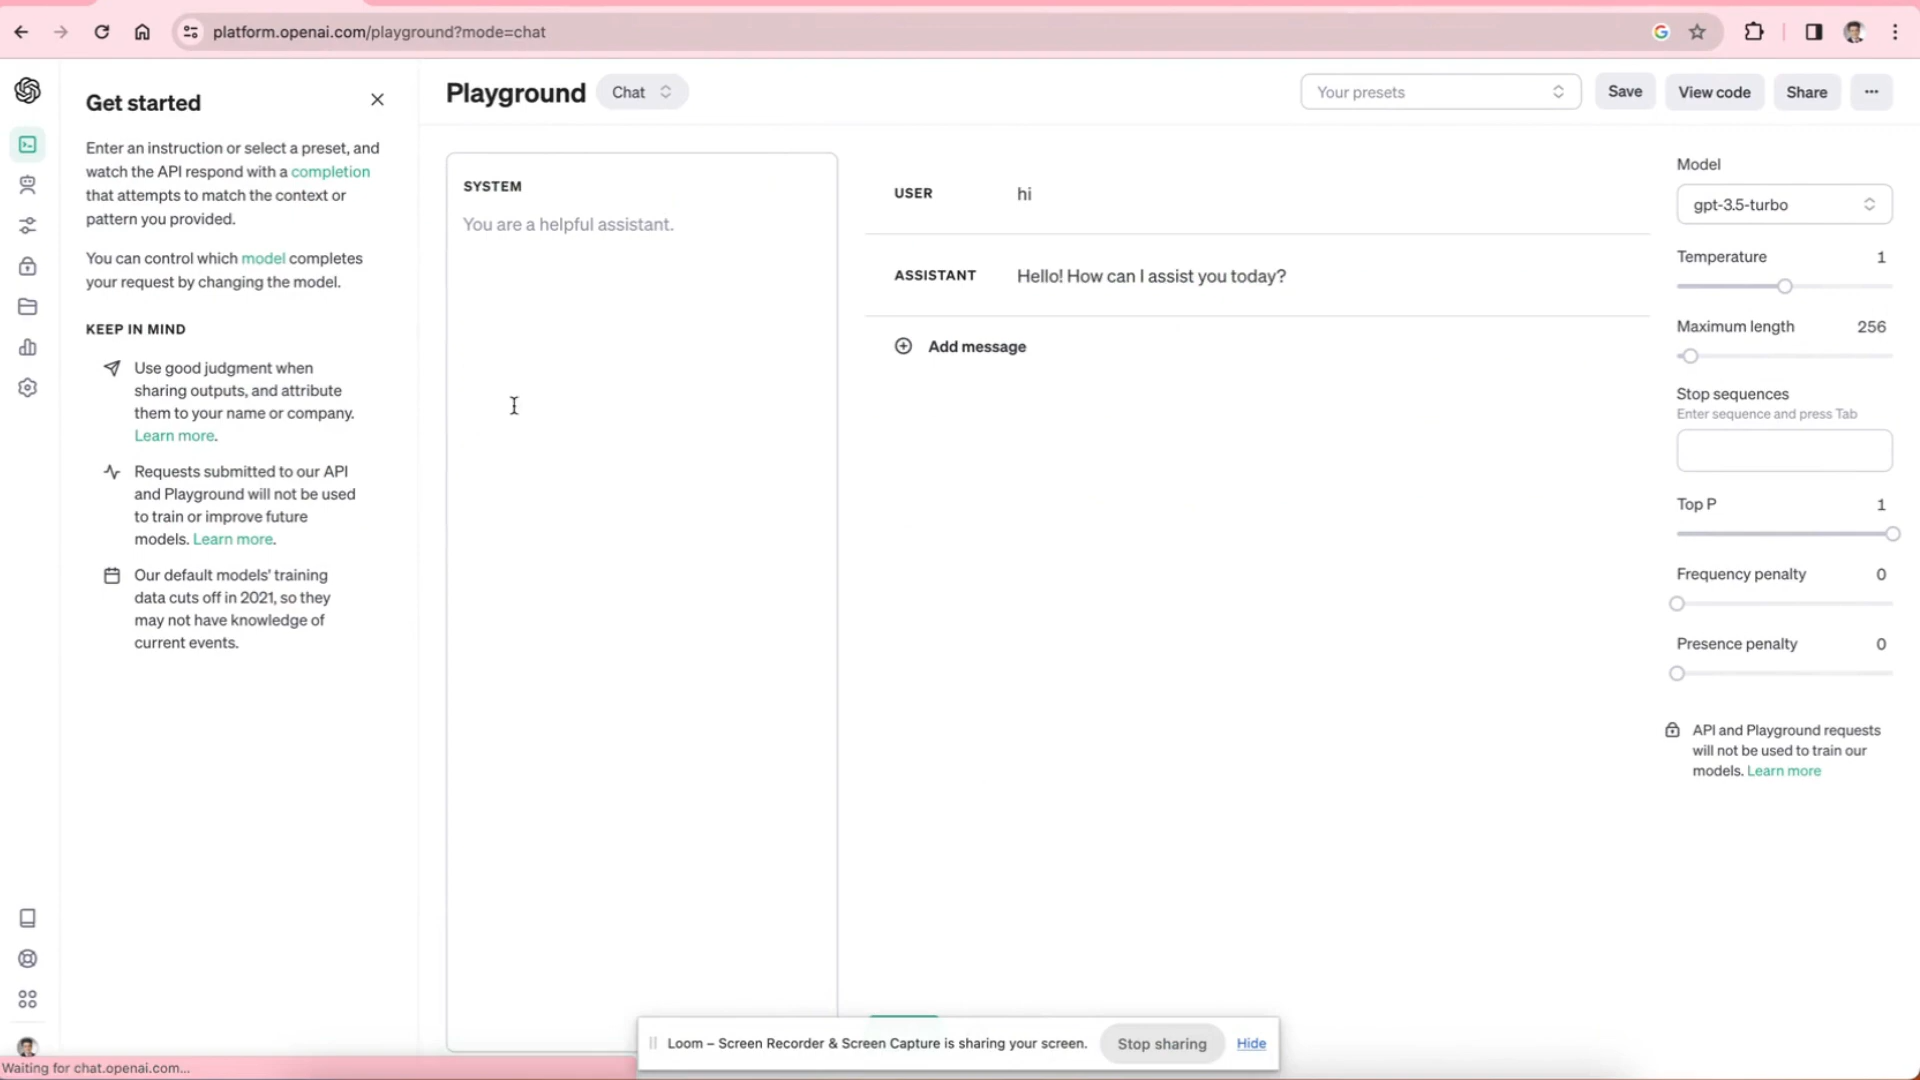 platform.openai.com/playground?mode=chat
Get started
Enter an instruction or select a preset, and
watch the API respond with a completion
that attempts to match the context or
pattern you provided.
You can control which model completes
your request by changing the model.
KEEP IN MIND
Use good judgment when
sharing outputs, and attribute
them to your name or company.
Learn more.
Requests submitted to our API
and Playground will not be used
to train or improve future
models. Learn more.
Our default models' training
data cuts off in 2021, so they
may not have knowledge of
current events.
Playground Chat
Your presets
Save
View code
Share
SYSTEM
You are a helpful assistant.
USER hi
ASSISTANT Hello! How can I assist you today?
Add message
Model
gpt-3.5-turbo
Temperature 1
Maximum length 256
Stop sequences
Enter sequence and press Tab
Top P 1
Frequency penalty 0
Presence penalty 0
API and Playground requests
will not be used to train our
models. Learn more
Loom – Screen Recorder & Screen Capture is sharing your screen. Stop sharing Hide
Waiting for chat.openai.com...